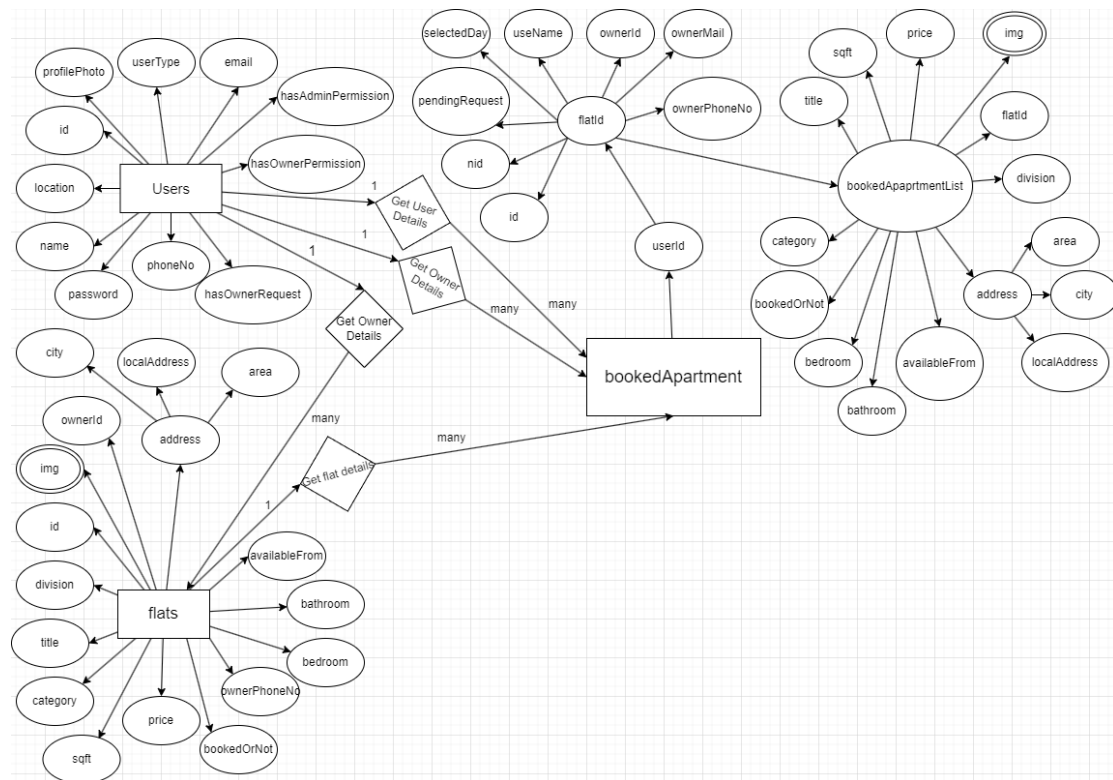 selectedDay
useName
ownerId
ownerMail
price
img
sqft
profilePhoto
userType
email
hasAdminPermission
pendingRequest
flatId
ownerPhoneNo
title
flatId
id
hasOwnerPermission
nid
location
Users
1
Get User
Details
bookedApaprtmentList
division
id
name
phoneNo
1
1
Get Owner
Details
userId
category
area
password
hasOwnerRequest
many
many
bookedOrNot
address
city
Get Owner
Details
city
localAddress
area
bedroom
availableFrom
localAddress
bookedApartment
ownerId
address
many
many
bathroom
img
Get flat details
1
id
availableFrom
division
flats
bathroom
title
bedroom
category
ownerPhoneNo
price
sqft
bookedOrNot